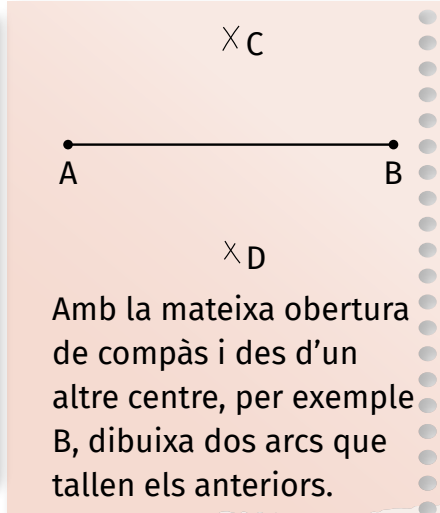 C
A B
D
Amb la mateixa obertura
de compàs i des d'un
altre centre, per exemple
B, dibuixa dos arcs que
tallen els anteriors.